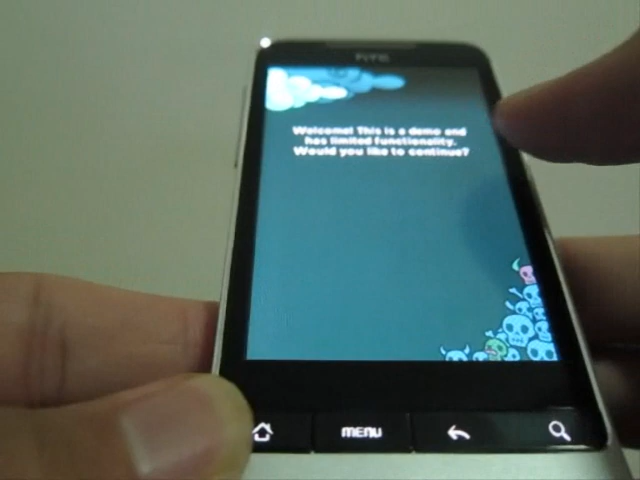 hTC
Welcome! This is a demo and
has limited functionality.
Would you like to continue?
MENU